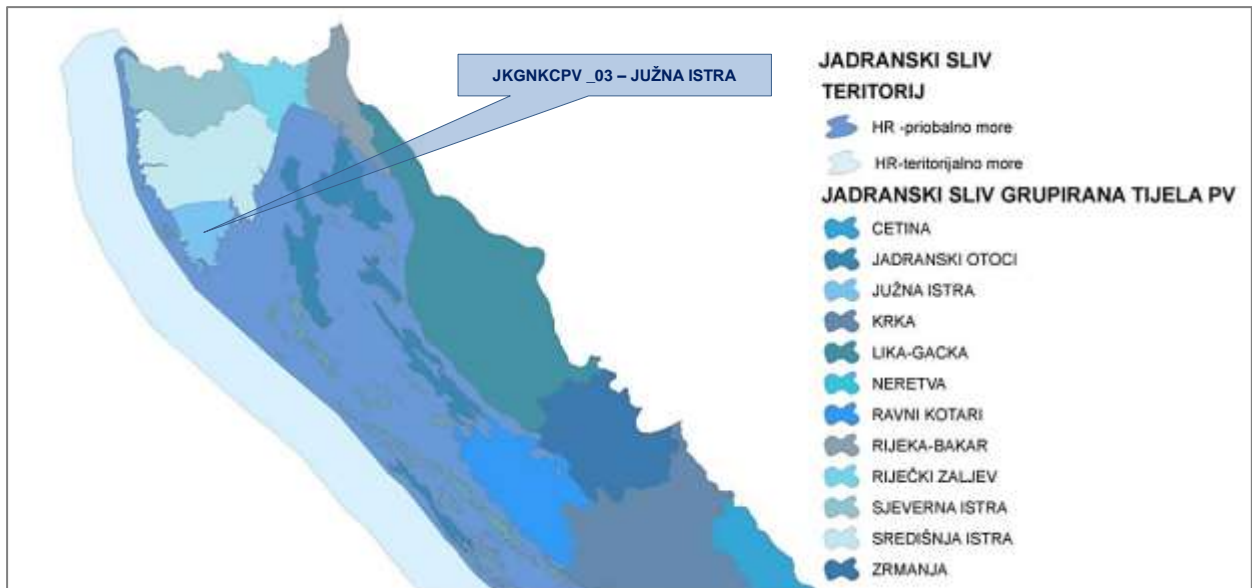 JKGNKCPV _03 – JUŽNA ISTRA
JADRANSKI SLIV
TERITORIJ
HR -priobalno more
HR-teritorijalno more
JADRANSKI SLIV GRUPIRANA TIJELA PV
CETINA
JADRANSKI OTOCI
JUŽNA ISTRA
KRKA
LIKA-GACKA
NERETVA
RAVNI KOTARI
RIJEKA-BAKAR
RIJEČKI ZALJEV
SJEVERNA ISTRA
SREDIŠNJA ISTRA
ZRMANJA